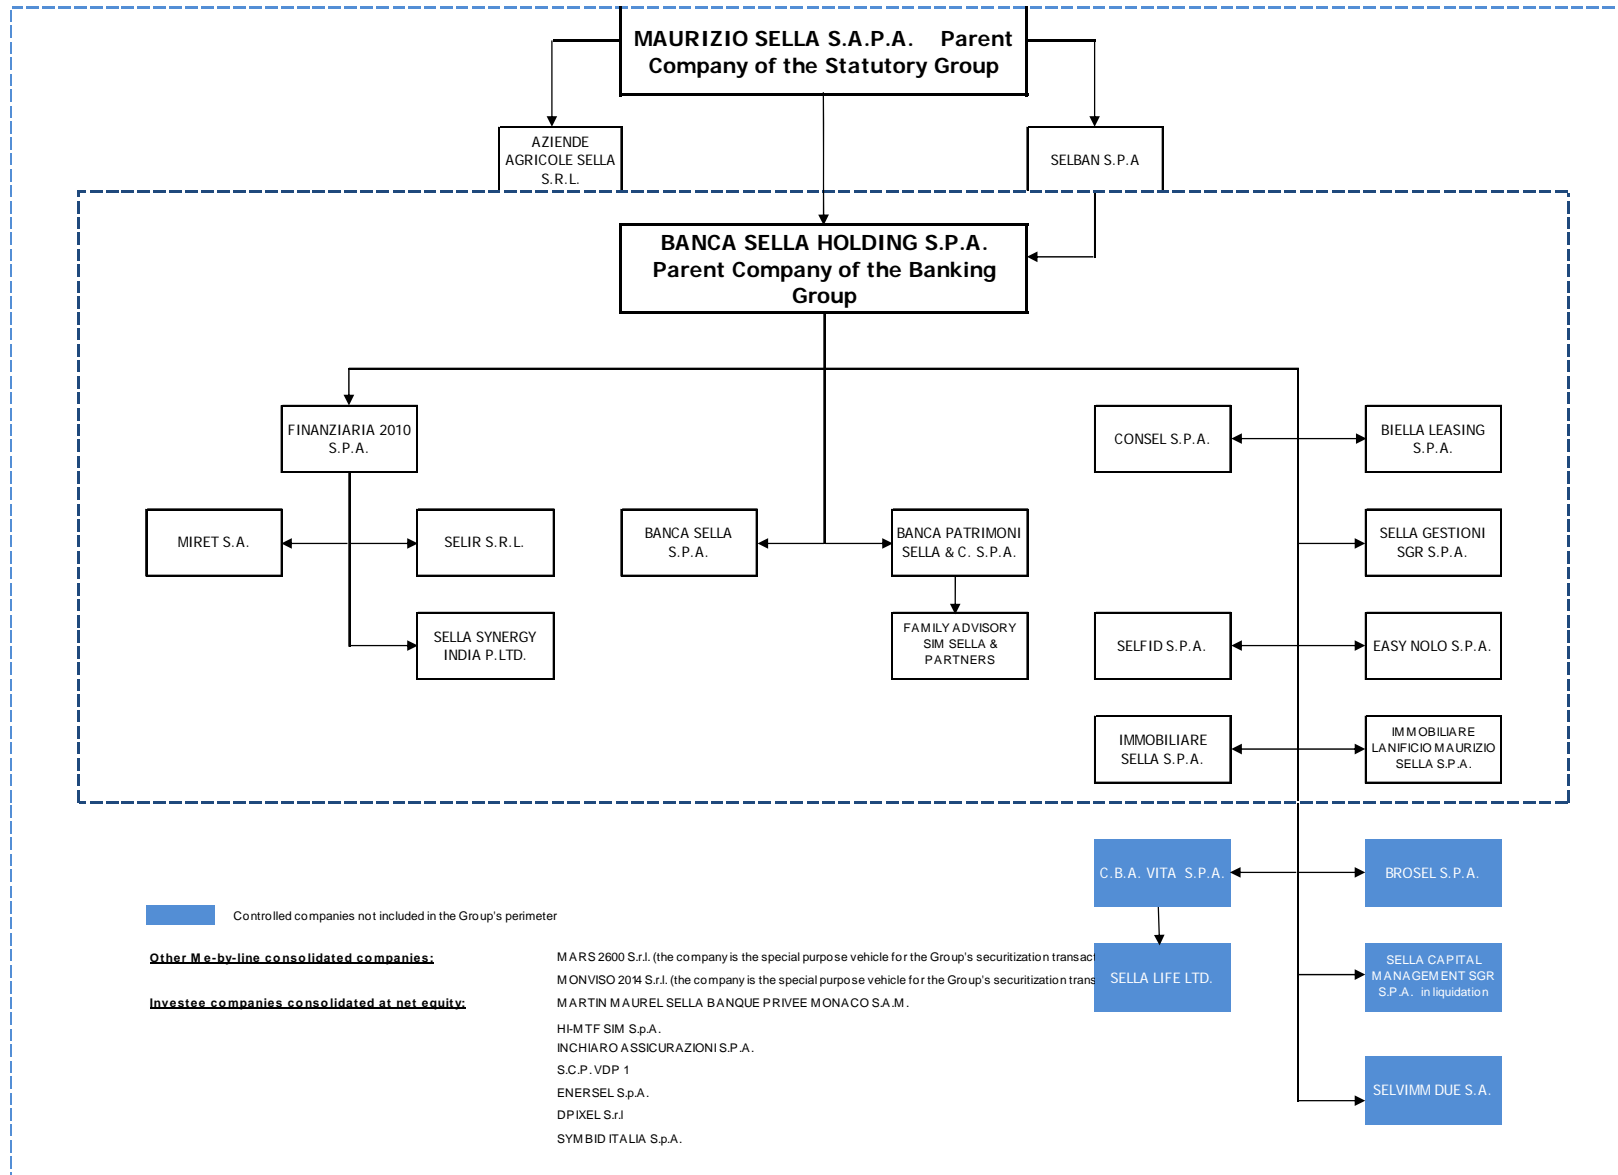 MAURIZIO SELLA S.A.P.A. Parent
Company of the Statutory Group
AZIENDE
AGRICOLE SELLA
S.R.L.
SELBAN S.P.A
BANCA SELLA HOLDING S.P.A.
Parent Company of the Banking
Group
FINANZIARIA 2010
S.P.A.
CONSEL S.P.A.
BIELLA LEASING
S.P.A.
MIRET S.A.
SELIR S.R.L.
BANCA SELLA
S.P.A.
BANCA PATRIMONI
SELLA & C. S.P.A.
SELLA GESTIONI
SGR S.P.A.
SELLA SYNERGY
INDIA P.LTD.
FAMILY ADVISORY
SIM SELLA &
PARTNERS
SELFID S.P.A.
EASY NOLO S.P.A.
IMMOBILIARE
SELLA S.P.A.
IMMOBILIARE
LANIFICIO MAURIZIO
SELLA S.P.A.
C.B.A. VITA S.P.A.
BROSEL S.P.A.
Controlled companies not included in the Group's perimeter
Other Me-by-line consolidated companies:
MARS 2600 S.r.l. (the company is the special purpose vehicle for the Group's securitization transact
MONVISO 2014 S.r.l. (the company is the special purpose vehicle for the Group's securitization trans
SELLA LIFE LTD.
SELLA CAPITAL
MANAGEMENT SGR
S.P.A. in liquidation
Investee companies consolidated at net equity:
MARTIN MAUREL SELLA BANQUE PRIVEE MONACO S.A.M.
HI-MTF SIM S.p.A.
INCHIARO ASSICURAZIONI S.P.A.
S.C.P. VDP 1
ENERSEL S.p.A.
DPIXEL S.r.l
SYMBID ITALIA S.p.A.
SELVIMM DUE S.A.